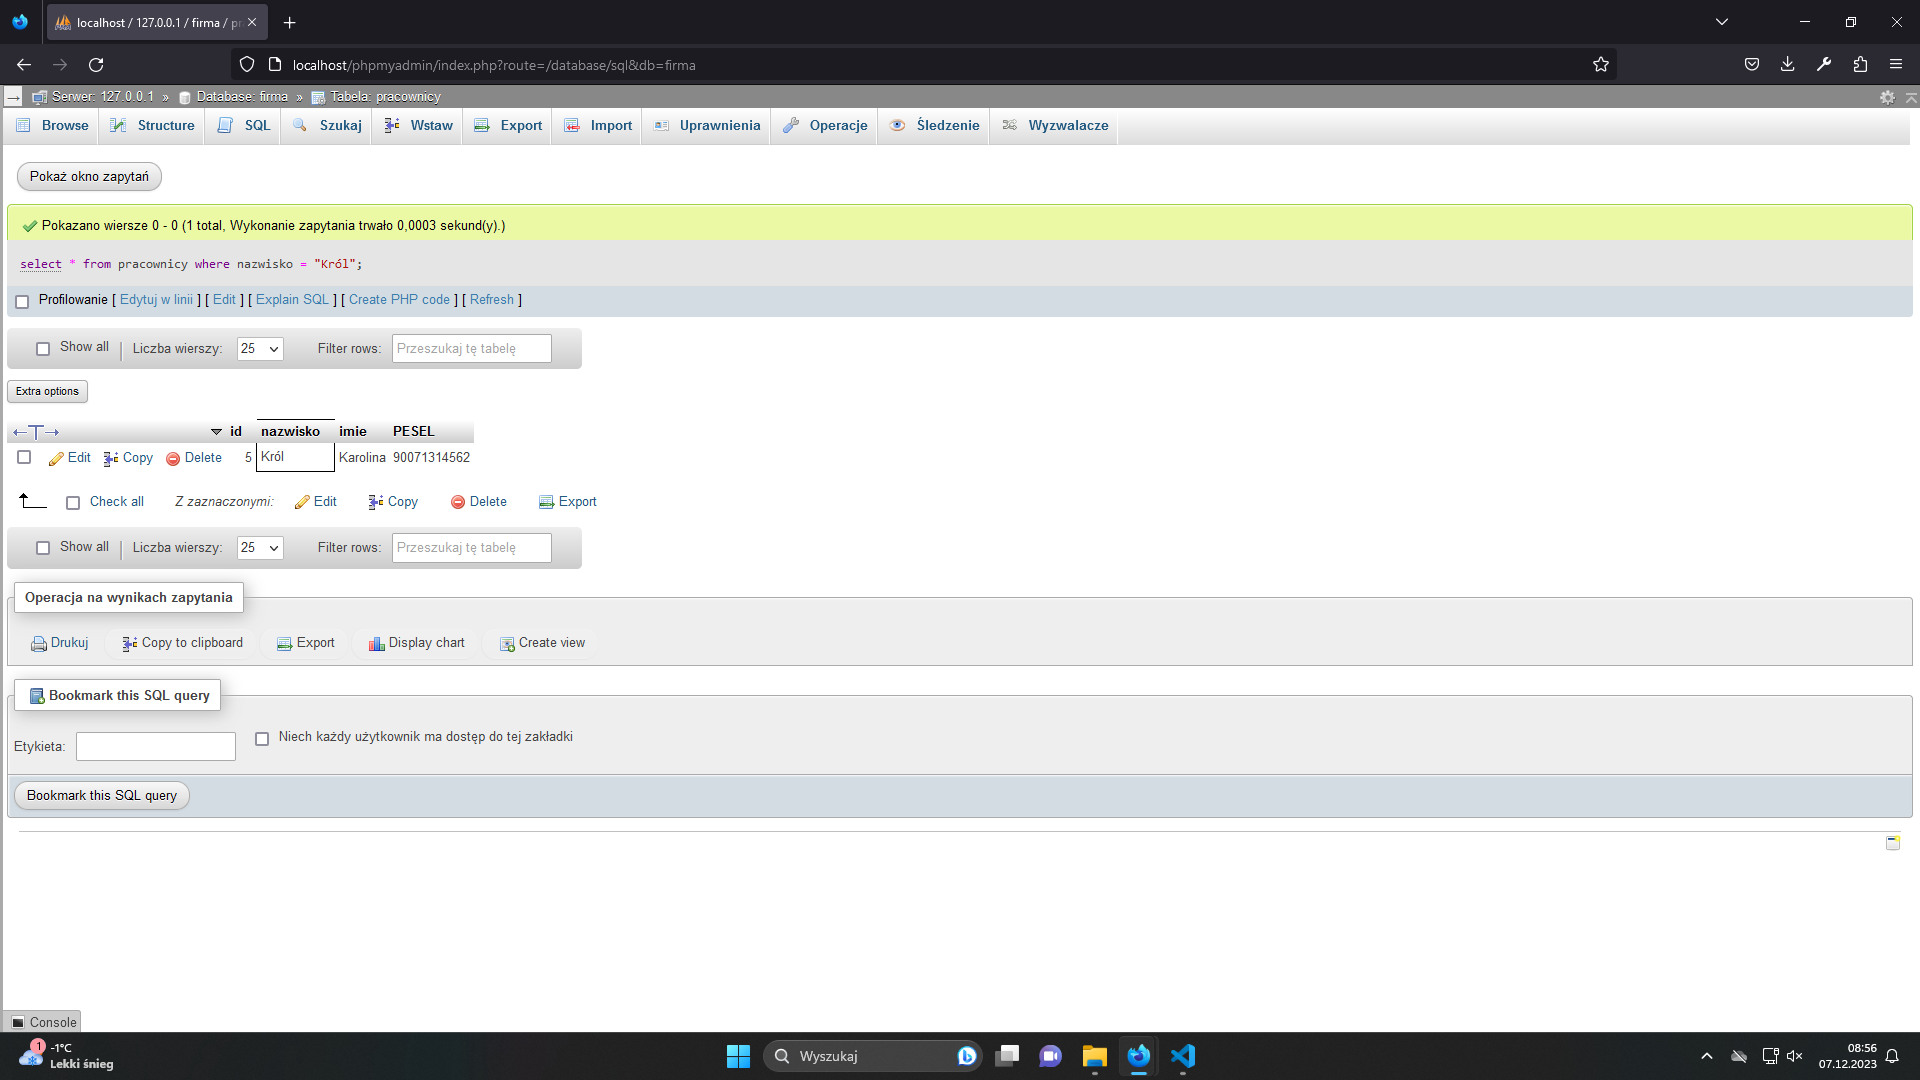 localhost / 127.0.0.1 / firma / pr
localhost/phpmyadmin/index.php?route=/database/sql&db=firma
Serwer: 127.0.0.1 » Database: firma » Tabela: pracownicy
Browse Structure SQL Szukaj Wstaw Export Import Uprawnienia Operacje Śledzenie Wyzwalacze
Pokaż okno zapytań
Pokazano wiersze 0 - 0 (1 total, Wykonanie zapytania trwało 0,0003 sekund(y).)
select * from pracownicy where nazwisko = "Król";
Profilowanie [ Edytuj w linii ] [ Edit ] [ Explain SQL ] [ Create PHP code ] [ Refresh ]
Show all Liczba wierszy: 25 Filter rows: Przeszukaj tę tabelę
Extra options
←T→ id nazwisko imie PESEL
Edit Copy Delete 5 Król Karolina 90071314562
Check all Z zaznaczonymi: Edit Copy Delete Export
Show all Liczba wierszy: 25 Filter rows: Przeszukaj tę tabelę
Operacja na wynikach zapytania
Drukuj Copy to clipboard Export Display chart Create view
Bookmark this SQL query
Etykieta: Niech każdy użytkownik ma dostęp do tej zakładki
Bookmark this SQL query
Console
1 -1°C
Lekki śnieg
Wyszukaj
08:56
07.12.2023